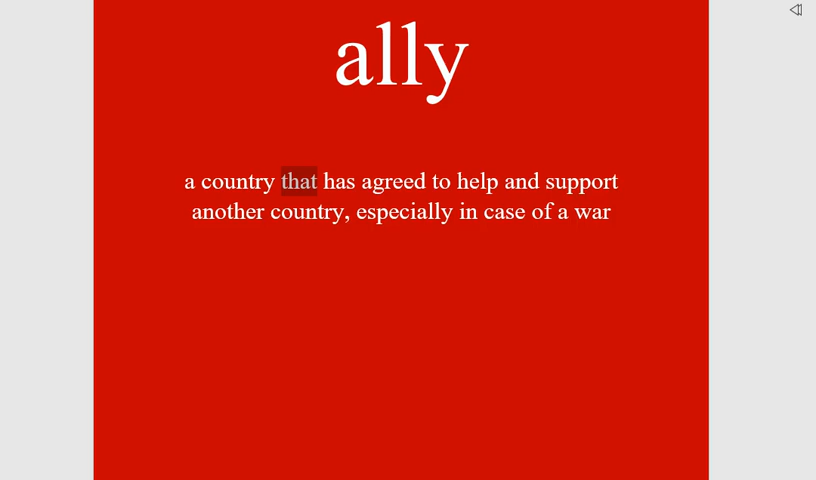 ally
a country that has agreed to help and support
another country, especially in case of a war